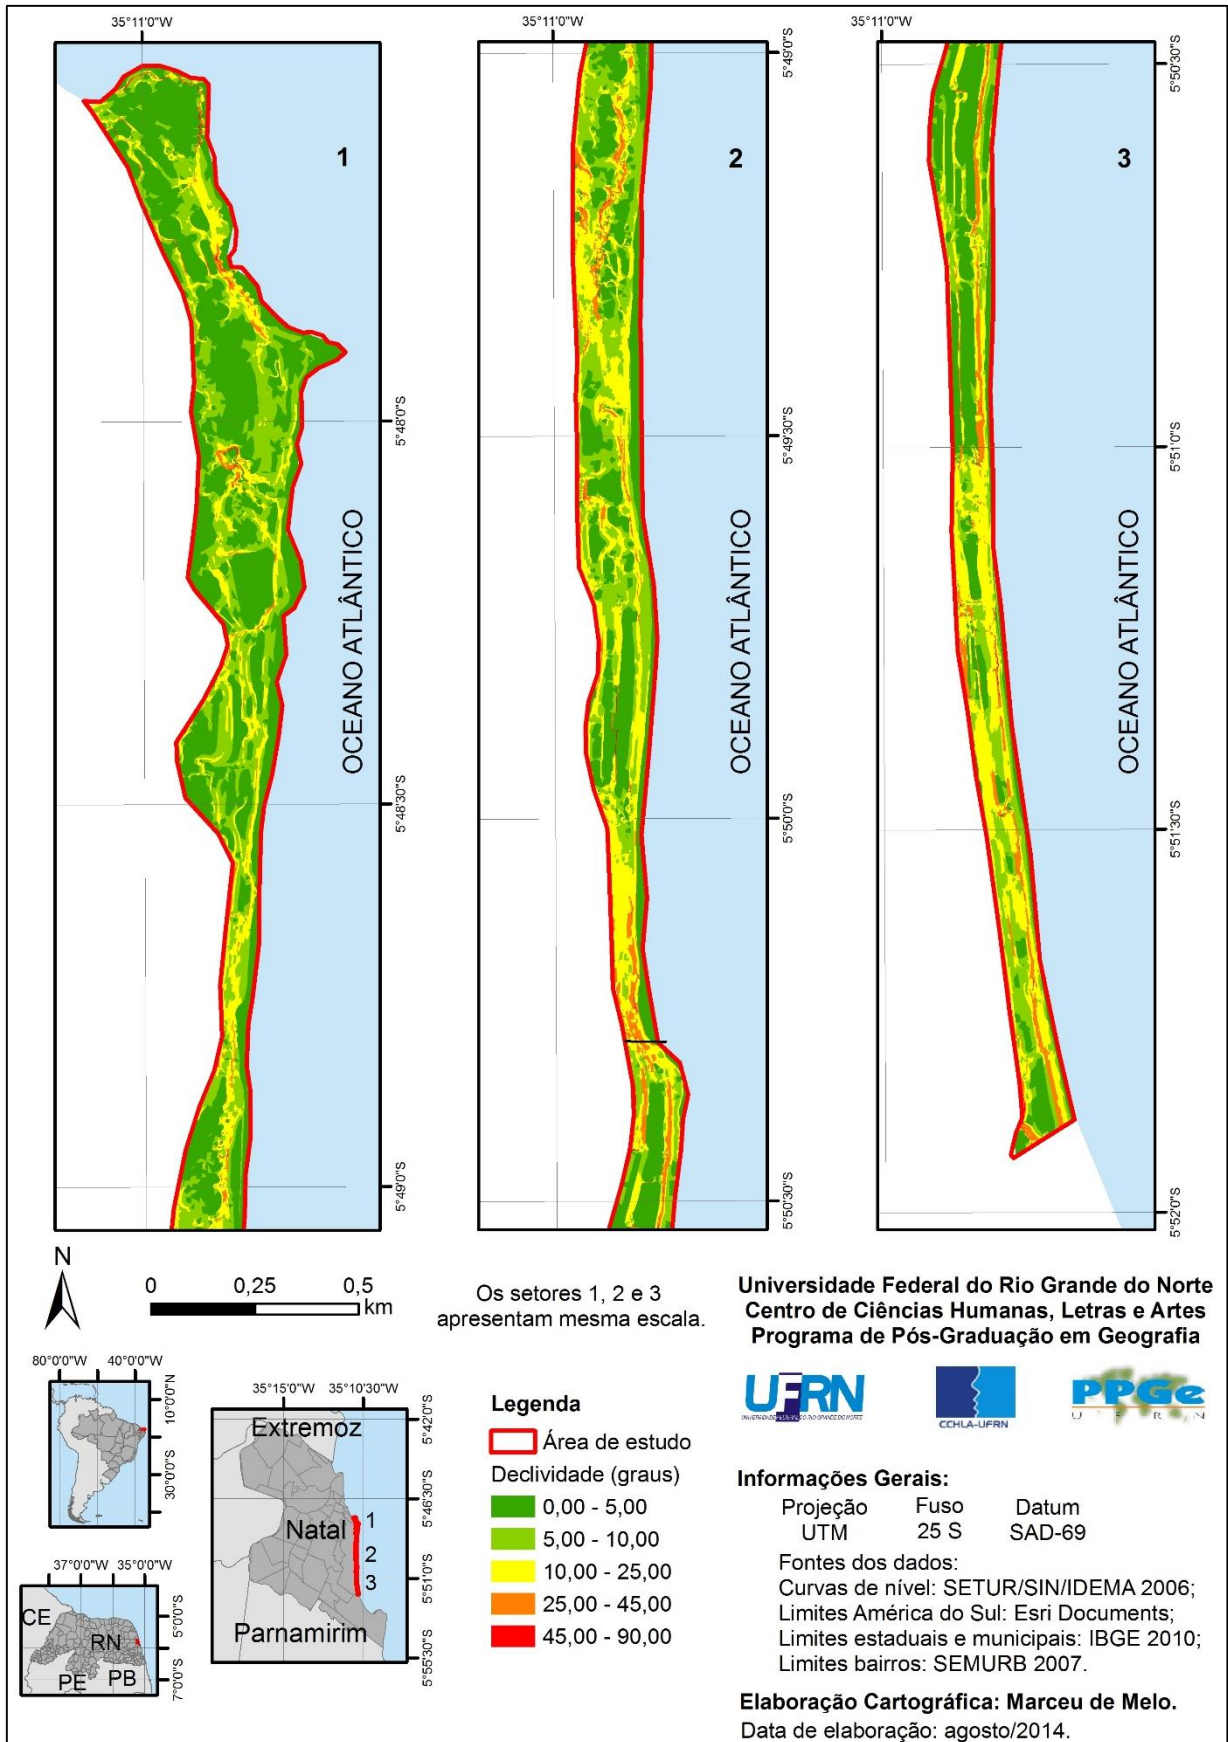 35°11'0"W
35°11'0"W
35°11'0"W
1
5°48'0"S
5°48'30"S
5°49'0"S
OCEANO ATLÂNTICO
2
5°49'0"S
5°49'30"S
5°50'0"S
5°50'30"S
OCEANO ATLÂNTICO
3
5°50'30"S
5°51'0"S
5°51'30"S
5°52'0"S
OCEANO ATLÂNTICO
N
0 0,25 0,5
km
Os setores 1, 2 e 3
apresentam mesma escala.
Universidade Federal do Rio Grande do Norte
Centro de Ciências Humanas, Letras e Artes
Programa de Pós-Graduação em Geografia
UFRN
UNIVERSIDADE FEDERAL DO RIO GRANDE DO NORTE
CCHLA-UFRN
PPGe
UFRN
80°0'0"W 40°0'0"W
10°0'0"N
30°0'0"S
37°0'0"W 35°0'0"W
5°0'0"S
7°0'0"S
CE
RN
PE
PB
35°15'0"W 35°10'30"W
5°42'0"S
5°46'30"S
5°51'0"S
5°55'30"S
Extremoz
Natal
1
2
3
Parnamirim
Legenda
Área de estudo
Declividade (graus)
0,00 - 5,00
5,00 - 10,00
10,00 - 25,00
25,00 - 45,00
45,00 - 90,00
Informações Gerais:
Projeção Fuso Datum
UTM 25 S SAD-69
Fontes dos dados:
Curvas de nível: SETUR/SIN/IDEMA 2006;
Limites América do Sul: Esri Documents;
Limites estaduais e municipais: IBGE 2010;
Limites bairros: SEMURB 2007.
Elaboração Cartográfica: Marceu de Melo.
Data de elaboração: agosto/2014.